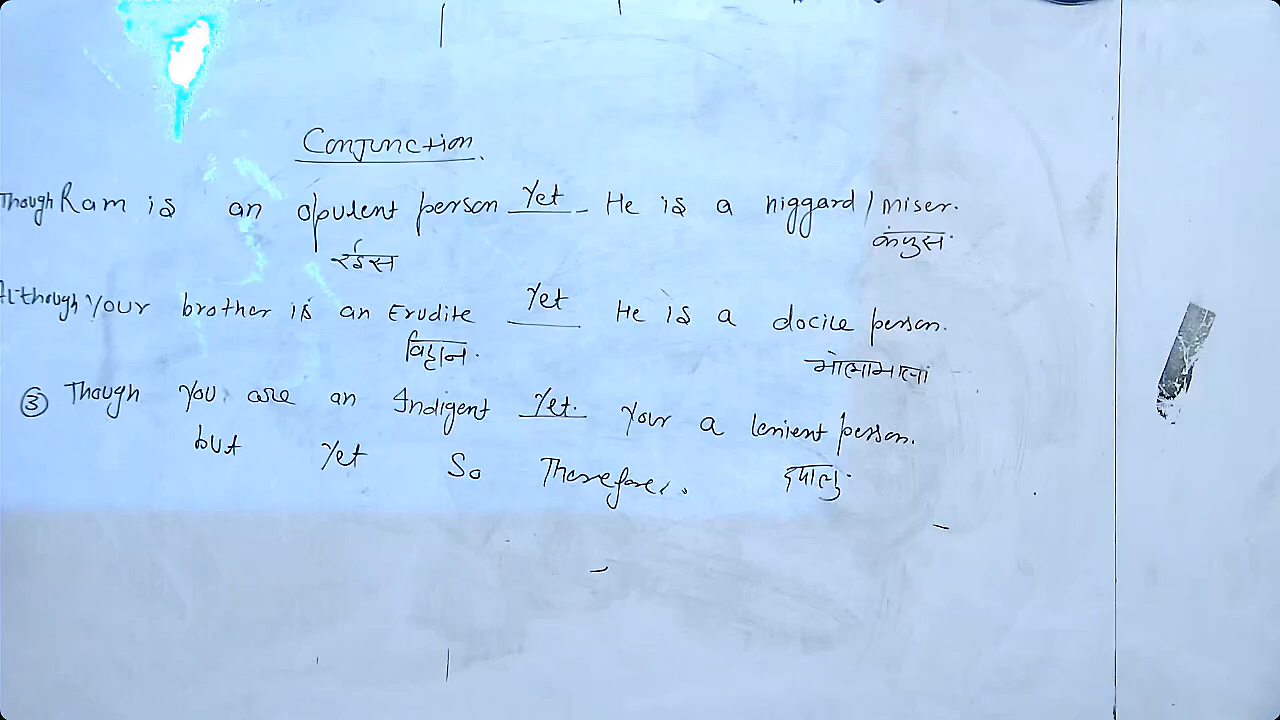 Conjunction.
Though Ram is an opulent person Yet He is a niggard / miser.
रईस कंजुस.
Although Your brother is an Erudite Yet He is a docile person.
विद्वान. भोलाभाला
③ Though You are an Indigent Yet. Your a lenient person.
but Yet So Therefore. दयालु.